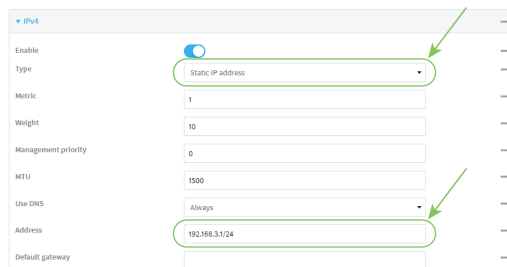 IPv4
Enable
Type
Static IP address
Metric
1
Weight
10
Management priority
0
MTU
1500
Use DNS
Always
Address
192.168.3.1/24
Default gateway